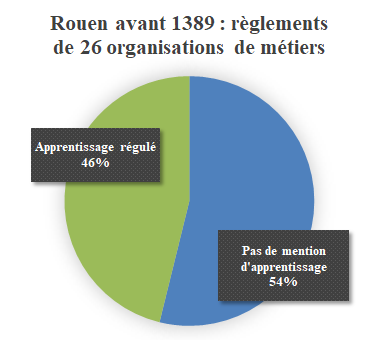 Rouen avant 1389 : règlements
de 26 organisations de métiers
Apprentissage régulé
46%
Pas de mention
d'apprentissage
54%